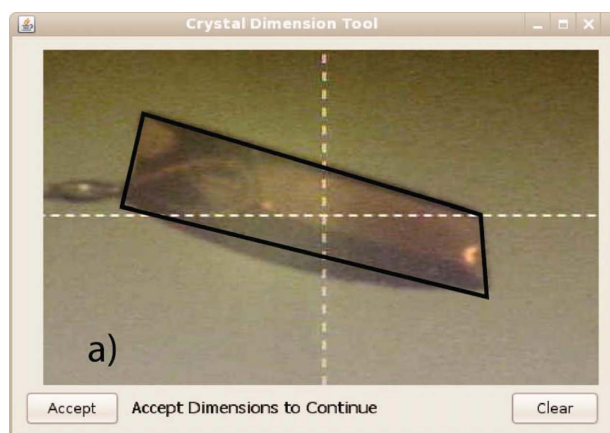 Crystal Dimension Tool
a)
Accept
Accept Dimensions to Continue
Clear